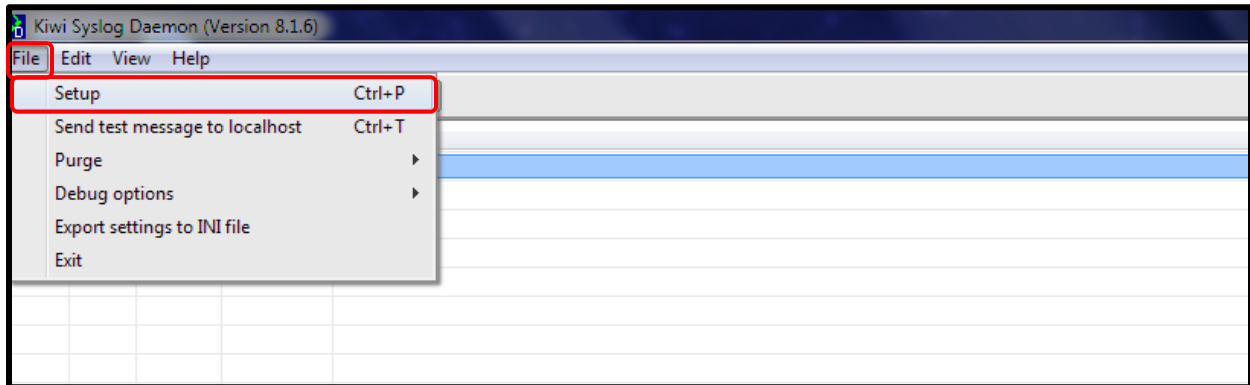 Kiwi Syslog Daemon (Version 8.1.6)
File Edit View Help
Setup Ctrl+P
Send test message to localhost Ctrl+T
Purge
Debug options
Export settings to INI file
Exit